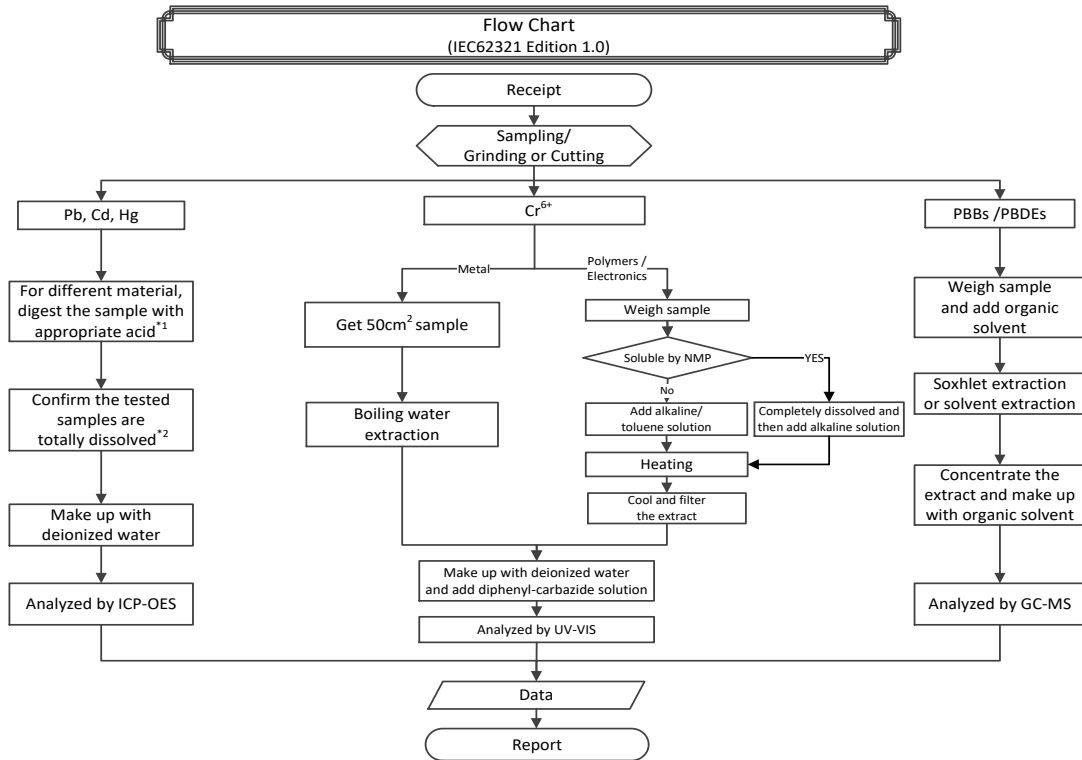 Flow Chart
(IEC62321 Edition 1.0)
Receipt
Sampling/
Grinding or Cutting
Pb, Cd, Hg
Cr⁶⁺
PBBs /PBDEs
Metal
Polymers /
Electronics
For different material,
digest the sample with
appropriate acid*¹
Get 50cm² sample
Weigh sample
Weigh sample
and add organic
solvent
Soluble by NMP
YES
No
Confirm the tested
samples are
totally dissolved*²
Boiling water
extraction
Add alkaline/
toluene solution
Completely dissolved and
then add alkaline solution
Soxhlet extraction
or solvent extraction
Heating
Make up with
deionized water
Cool and filter
the extract
Concentrate the
extract and make up
with organic solvent
Make up with deionized water
and add diphenyl-carbazide solution
Analyzed by ICP-OES
Analyzed by UV-VIS
Analyzed by GC-MS
Data
Report